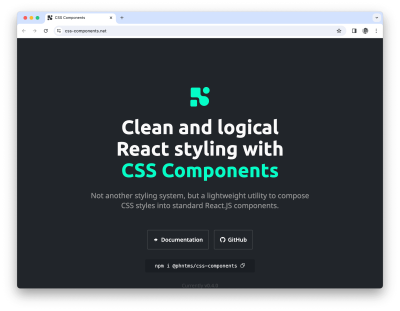 CSS Components
css-components.net
Clean and logical
React styling with
CSS Components
Not another styling system, but a lightweight utility to compose
CSS styles into standard React.JS components.
Documentation
GitHub
npm i @phntms/css-components